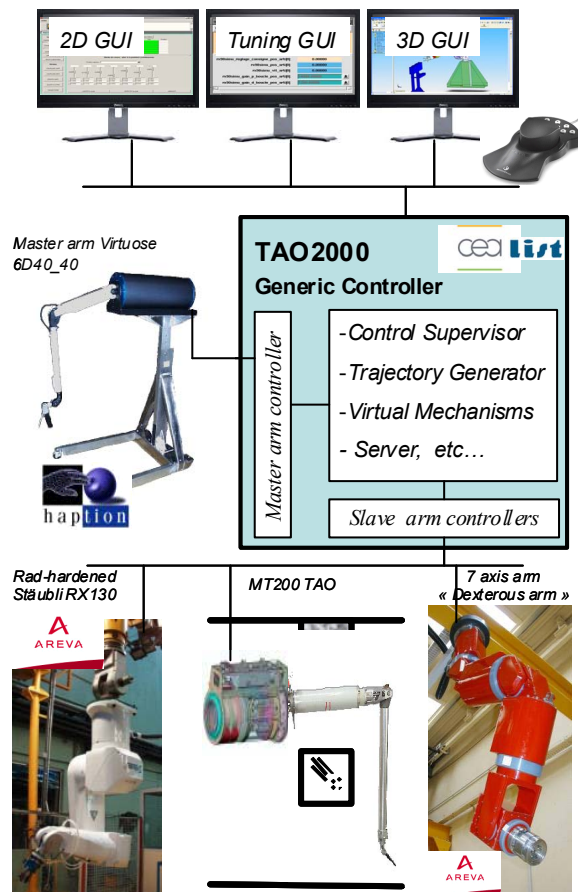 2D GUI
Tuning GUI
3D GUI
Master arm Virtuose
6D40_40
TAO2000
cea list
Generic Controller
Master arm controller
-Control Supervisor
-Trajectory Generator
-Virtual Mechanisms
- Server, etc…
Slave arm controllers
haption
Rad-hardened
Stäubli RX130
MT200 TAO
7 axis arm
« Dexterous arm »
AREVA
AREVA